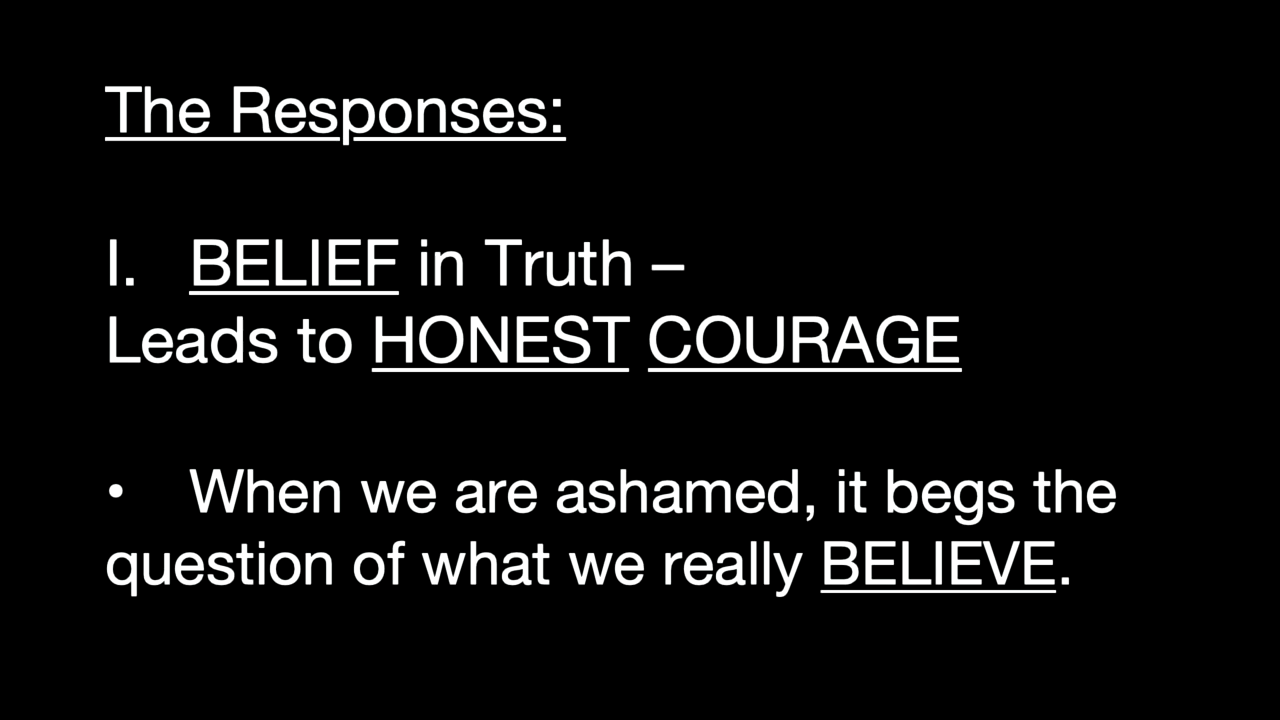 The Responses:
I. BELIEF in Truth –
Leads to HONEST COURAGE
• When we are ashamed, it begs the
question of what we really BELIEVE.